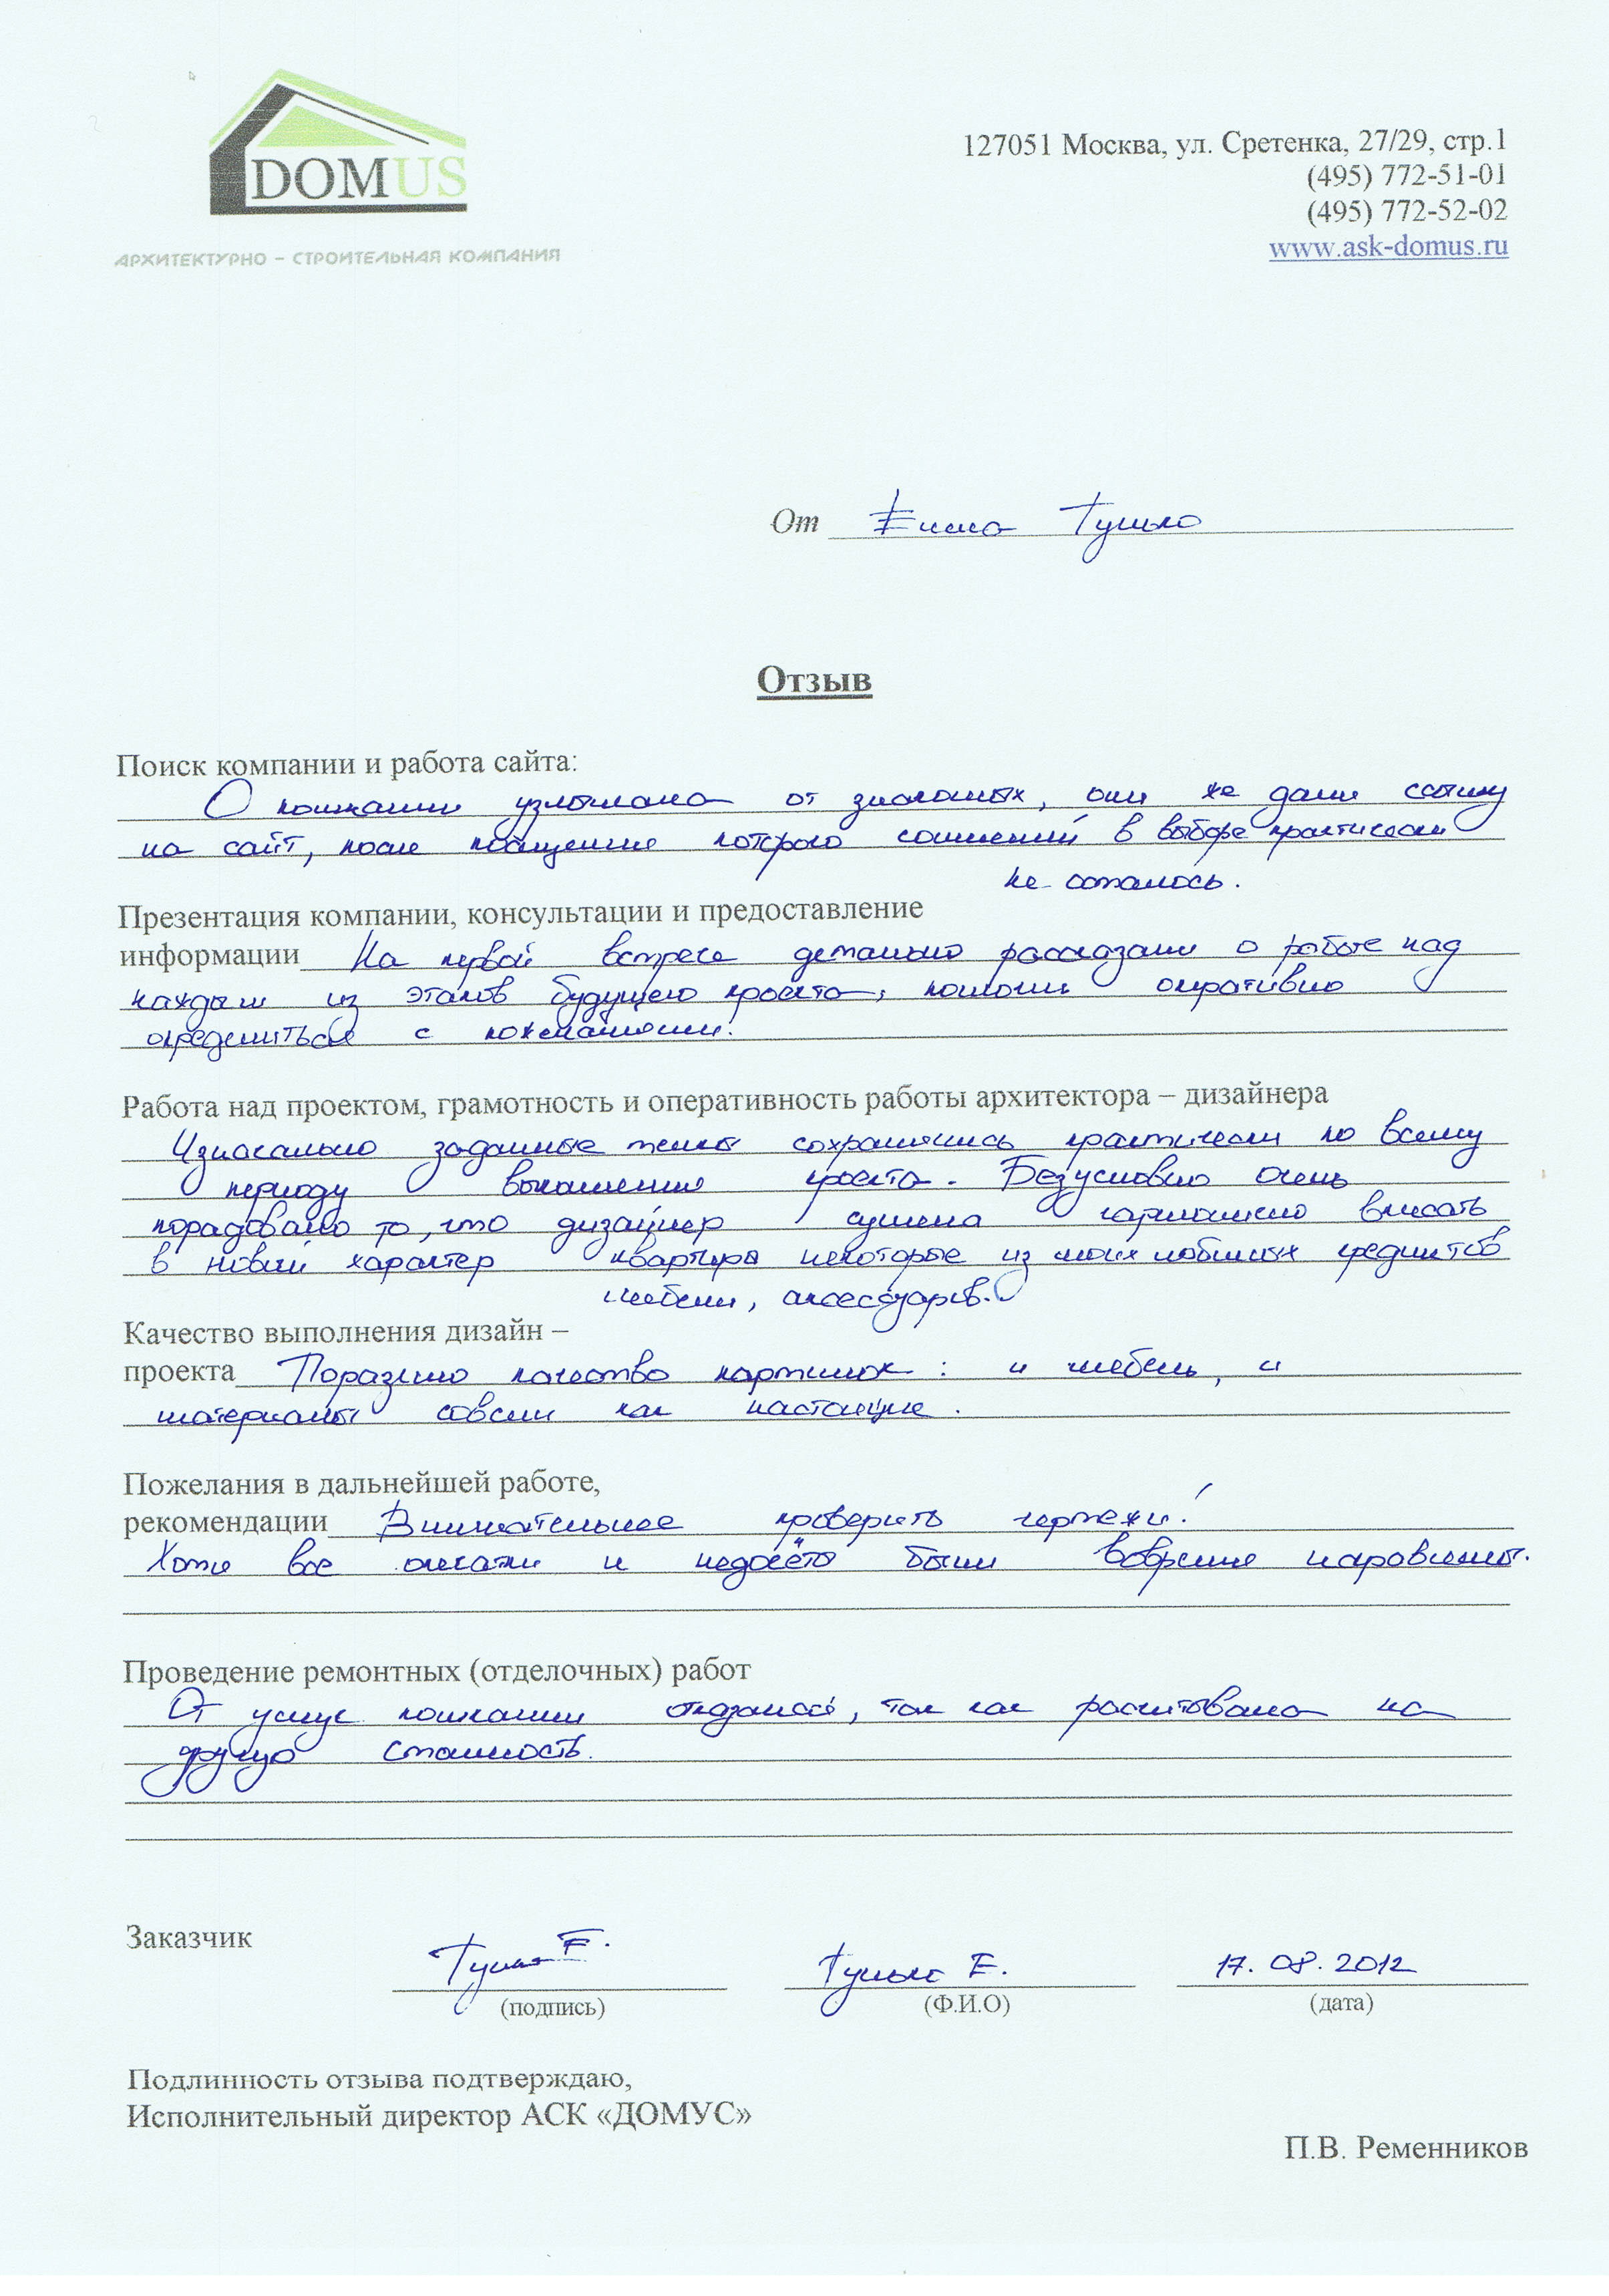 DOMUS
АРХИТЕКТУРНО – СТРОИТЕЛЬНАЯ КОМПАНИЯ
127051 Москва, ул. Сретенка, 27/29, стр.1
(495) 772-51-01
(495) 772-52-02
www.ask-domus.ru
От
Отзыв
Поиск компании и работа сайта:
О компании узнала от знакомых, они же дали ссылку
на сайт, после посещения которого сомнений в выборе практически
не осталось.
Презентация компании, консультации и предоставление
информации На первой встрече детально рассказали о работе над
каждым из этапов будущего проекта, помогли оперативно
определиться с пожеланиями.
Работа над проектом, грамотность и оперативность работы архитектора – дизайнера
Изначально заданные темпы сохранялись практически по всему
периоду выполнения проекта. Безусловно очень
порадовало то, что дизайнер сумела гармонично вписать
в новый характер квартиры некоторые из моих любимых предметов
мебели, аксессуаров.
Качество выполнения дизайн –
проекта Поразило качество картинок: и мебель, и
материалы совсем как настоящие.
Пожелания в дальнейшей работе,
рекомендации Внимательнее проверять чертежи!
Хотя все опечатки и недочёты были вовремя исправлены.
Проведение ремонтных (отделочных) работ
От услуг компании отказалась, так как рассчитывала на
другую стоимость.
Заказчик
17.08.2012
(подпись) (Ф.И.О) (дата)
Подлинность отзыва подтверждаю,
Исполнительный директор АСК «ДОМУС»
П.В. Ременников